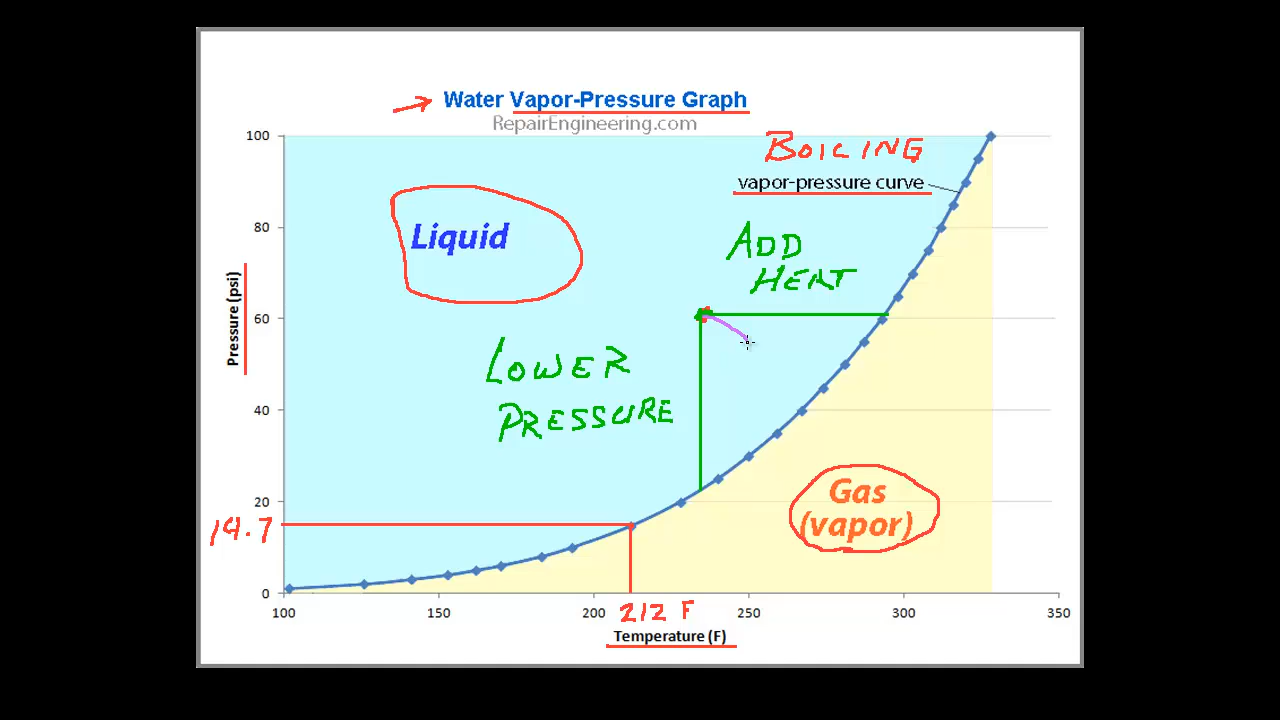 Water Vapor-Pressure Graph
RepairEngineering.com
100
BOILING
vapor-pressure curve
Liquid
80
ADD
HEAT
Pressure (psi)
60
LOWER
PRESSURE
40
20
Gas
(vapor)
14.7
0
100 150 200 250 300 350
212 F
Temperature (F)